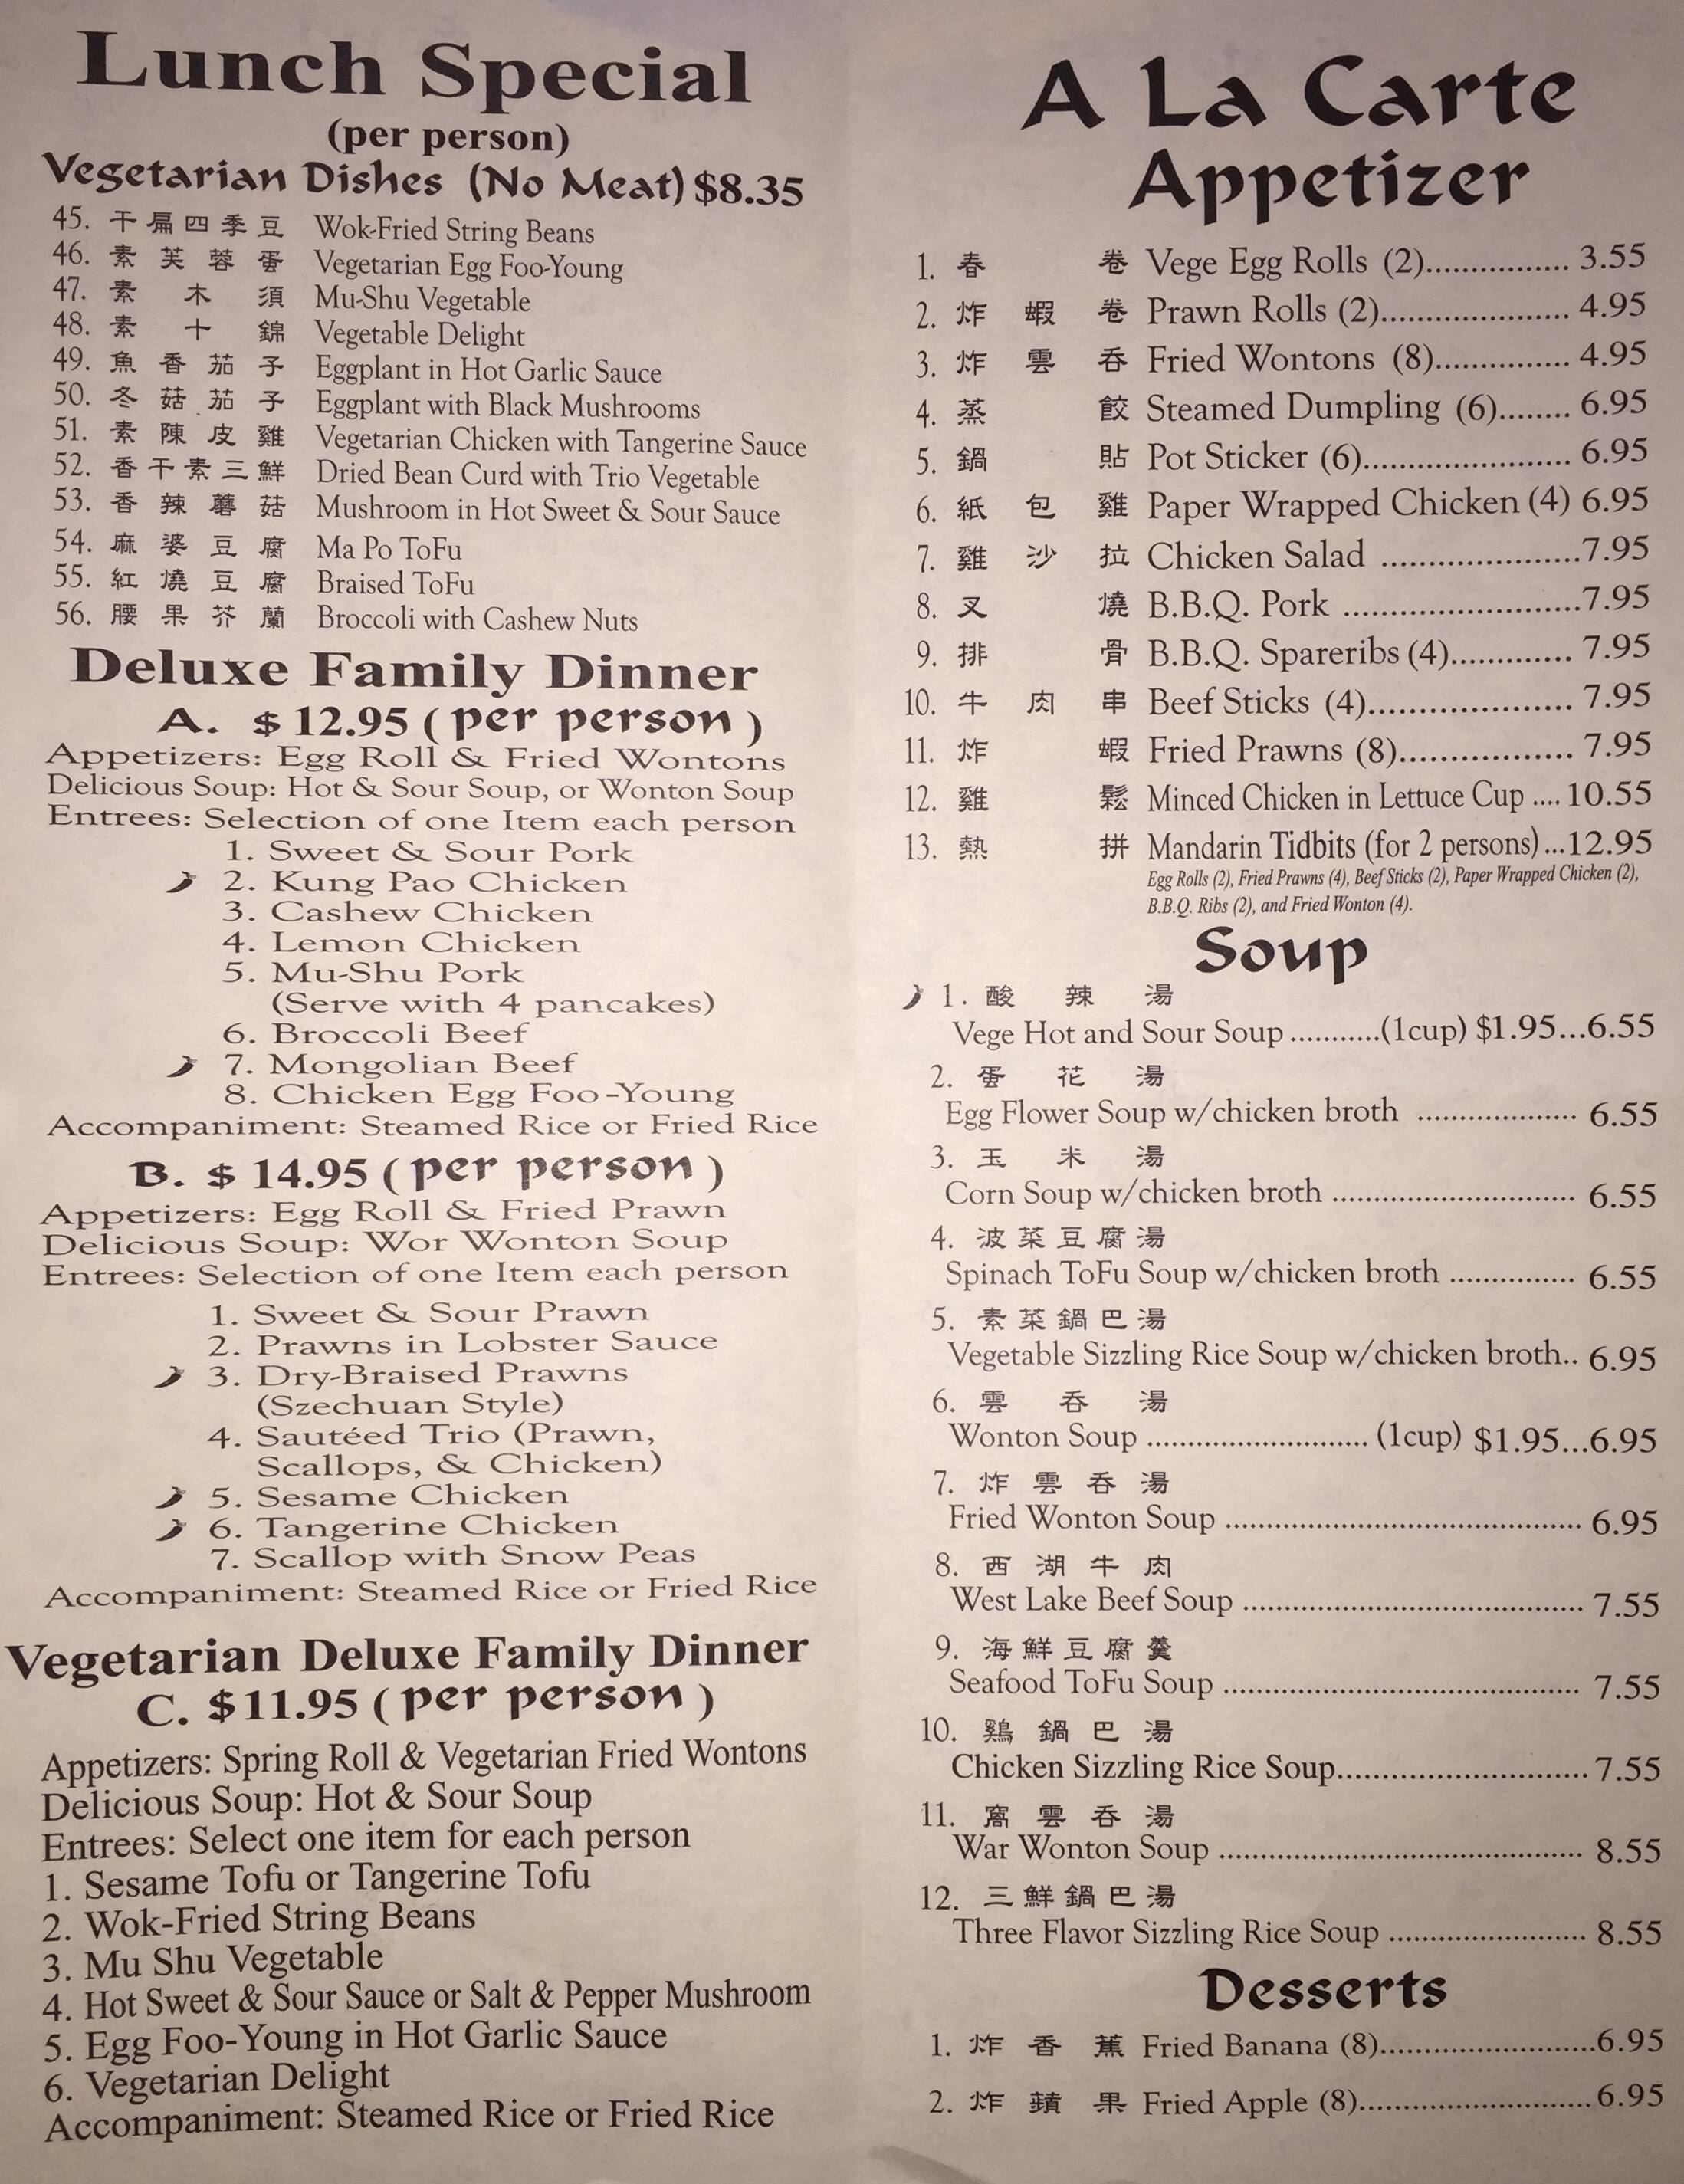 Lunch Special
(per person)
Vegetarian Dishes (No Meat) $8.35
45. 干扁四季豆 Wok-Fried String Beans
46. 素芙蓉蛋 Vegetarian Egg Foo-Young
47. 素木須 Mu-Shu Vegetable
48. 素十錦 Vegetable Delight
49. 魚香茄子 Eggplant in Hot Garlic Sauce
50. 冬菇茄子 Eggplant with Black Mushrooms
51. 素陳皮雞 Vegetarian Chicken with Tangerine Sauce
52. 香干素三鮮 Dried Bean Curd with Trio Vegetable
53. 香辣蘑菇 Mushroom in Hot Sweet & Sour Sauce
54. 麻婆豆腐 Ma Po ToFu
55. 紅燒豆腐 Braised ToFu
56. 腰果芥蘭 Broccoli with Cashew Nuts
Deluxe Family Dinner
A. $ 12.95 ( per person )
Appetizers: Egg Roll & Fried Wontons
Delicious Soup: Hot & Sour Soup, or Wonton Soup
Entrees: Selection of one Item each person
1. Sweet & Sour Pork
2. Kung Pao Chicken
3. Cashew Chicken
4. Lemon Chicken
5. Mu-Shu Pork
(Serve with 4 pancakes)
6. Broccoli Beef
7. Mongolian Beef
8. Chicken Egg Foo-Young
Accompaniment: Steamed Rice or Fried Rice
B. $ 14.95 ( per person )
Appetizers: Egg Roll & Fried Prawn
Delicious Soup: Wor Wonton Soup
Entrees: Selection of one Item each person
1. Sweet & Sour Prawn
2. Prawns in Lobster Sauce
3. Dry-Braised Prawns
(Szechuan Style)
4. Sautéed Trio (Prawn,
Scallops, & Chicken)
5. Sesame Chicken
6. Tangerine Chicken
7. Scallop with Snow Peas
Accompaniment: Steamed Rice or Fried Rice
Vegetarian Deluxe Family Dinner
C. $11.95 ( per person )
Appetizers: Spring Roll & Vegetarian Fried Wontons
Delicious Soup: Hot & Sour Soup
Entrees: Select one item for each person
1. Sesame Tofu or Tangerine Tofu
2. Wok-Fried String Beans
3. Mu Shu Vegetable
4. Hot Sweet & Sour Sauce or Salt & Pepper Mushroom
5. Egg Foo-Young in Hot Garlic Sauce
6. Vegetarian Delight
Accompaniment: Steamed Rice or Fried Rice
A La Carte
Appetizer
1. 春卷 Vege Egg Rolls (2)................ 3.55
2. 炸蝦卷 Prawn Rolls (2)..................... 4.95
3. 炸雲吞 Fried Wontons (8)............... 4.95
4. 蒸餃 Steamed Dumpling (6)........ 6.95
5. 鍋貼 Pot Sticker (6)....................... 6.95
6. 紙包雞 Paper Wrapped Chicken (4) 6.95
7. 雞沙拉 Chicken Salad ......................7.95
8. 叉燒 B.B.Q. Pork ..........................7.95
9. 排骨 B.B.Q. Spareribs (4)............. 7.95
10. 牛肉串 Beef Sticks (4)...................... 7.95
11. 炸蝦 Fried Prawns (8)................... 7.95
12. 雞鬆 Minced Chicken in Lettuce Cup .... 10.55
13. 熱拼 Mandarin Tidbits (for 2 persons)...12.95
Egg Rolls (2), Fried Prawns (4), Beef Sticks (2), Paper Wrapped Chicken (2),
B.B.Q. Ribs (2), and Fried Wonton (4).
Soup
1. 酸辣湯
Vege Hot and Sour Soup ...........(1cup) $1.95...6.55
2. 蛋花湯
Egg Flower Soup w/chicken broth .................. 6.55
3. 玉米湯
Corn Soup w/chicken broth ............................ 6.55
4. 波菜豆腐湯
Spinach ToFu Soup w/chicken broth ............... 6.55
5. 素菜鍋巴湯
Vegetable Sizzling Rice Soup w/chicken broth.. 6.95
6. 雲吞湯
Wonton Soup .......................... (1cup) $1.95...6.95
7. 炸雲吞湯
Fried Wonton Soup .......................................... 6.95
8. 西湖牛肉
West Lake Beef Soup ........................................ 7.55
9. 海鮮豆腐羹
Seafood ToFu Soup .......................................... 7.55
10. 鶏鍋巴湯
Chicken Sizzling Rice Soup.............................. 7.55
11. 窩雲吞湯
War Wonton Soup ........................................... 8.55
12. 三鮮鍋巴湯
Three Flavor Sizzling Rice Soup ....................... 8.55
Desserts
1. 炸香蕉 Fried Banana (8)........................6.95
2. 炸蘋果 Fried Apple (8)..........................6.95